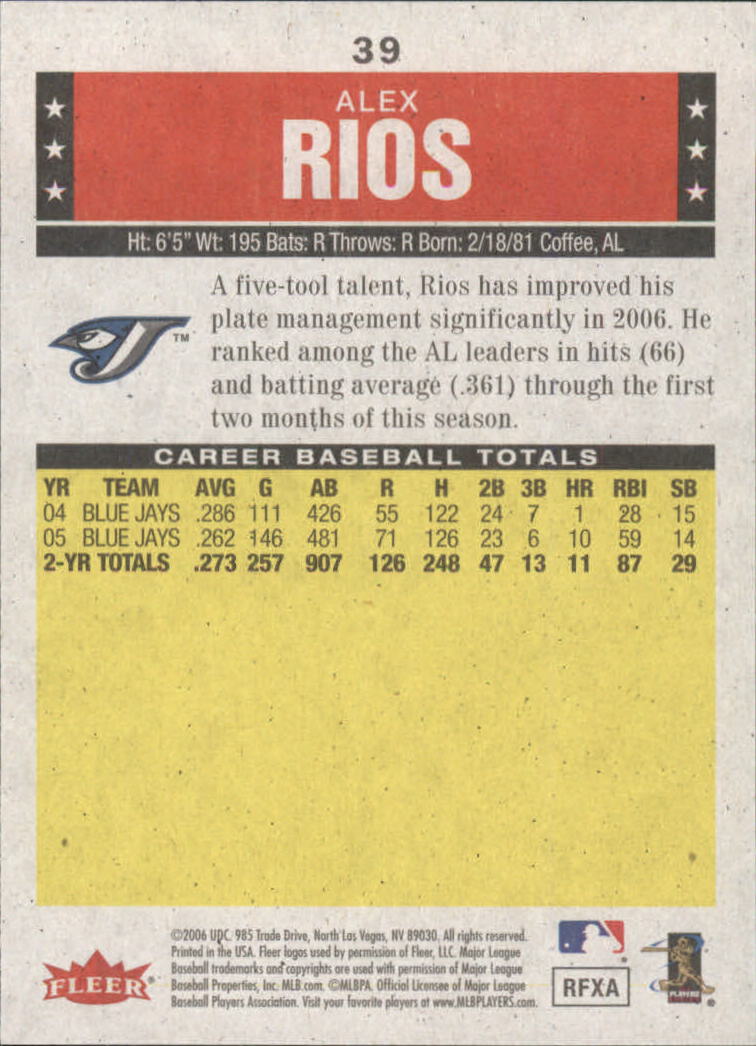 39
ALEX
RIOS
Ht: 6'5" Wt: 195 Bats: R Throws: R Born: 2/18/81 Coffee, AL
A five-tool talent, Rios has improved his
plate management significantly in 2006. He
ranked among the AL leaders in hits (66)
and batting average (.361) through the first
two months of this season.
TM
CAREER BASEBALL TOTALS
YR TEAM AVG G AB R H 2B 3B HR RBI SB
04 BLUE JAYS .286 111 426 55 122 24 7 1 28 15
05 BLUE JAYS .262 146 481 71 126 23 6 10 59 14
2-YR TOTALS .273 257 907 126 248 47 13 11 87 29
©2006 UDC. 985 Trade Drive, North Las Vegas, NV 89030. All rights reserved.
Printed in the USA. Fleer logos used by permission of Fleer, LLC. Major League
Baseball trademarks and copyrights are used with permission of Major League
Baseball Properties, Inc. MLB.com. ©MLBPA. Official Licensee of Major League
Baseball Players Association. Visit your favorite players at www.MLBPLAYERS.com.
FLEER®
RFXA
PLAYERS